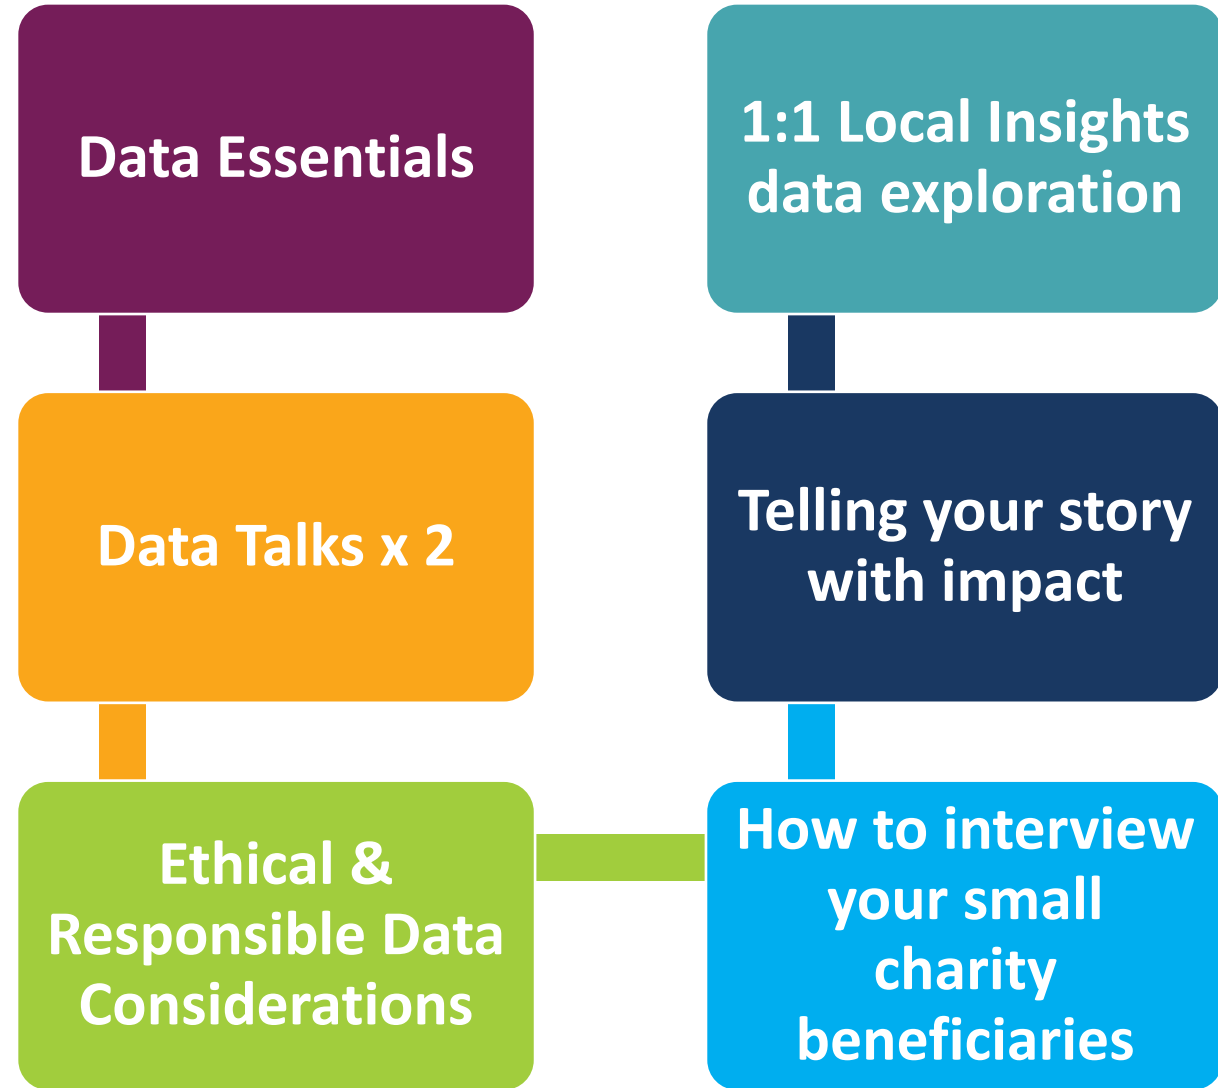 Data Essentials
Data Talks x 2
Ethical &
Responsible Data
Considerations
How to interview
your small
charity
beneficiaries
Telling your story
with impact
1:1 Local Insights
data exploration